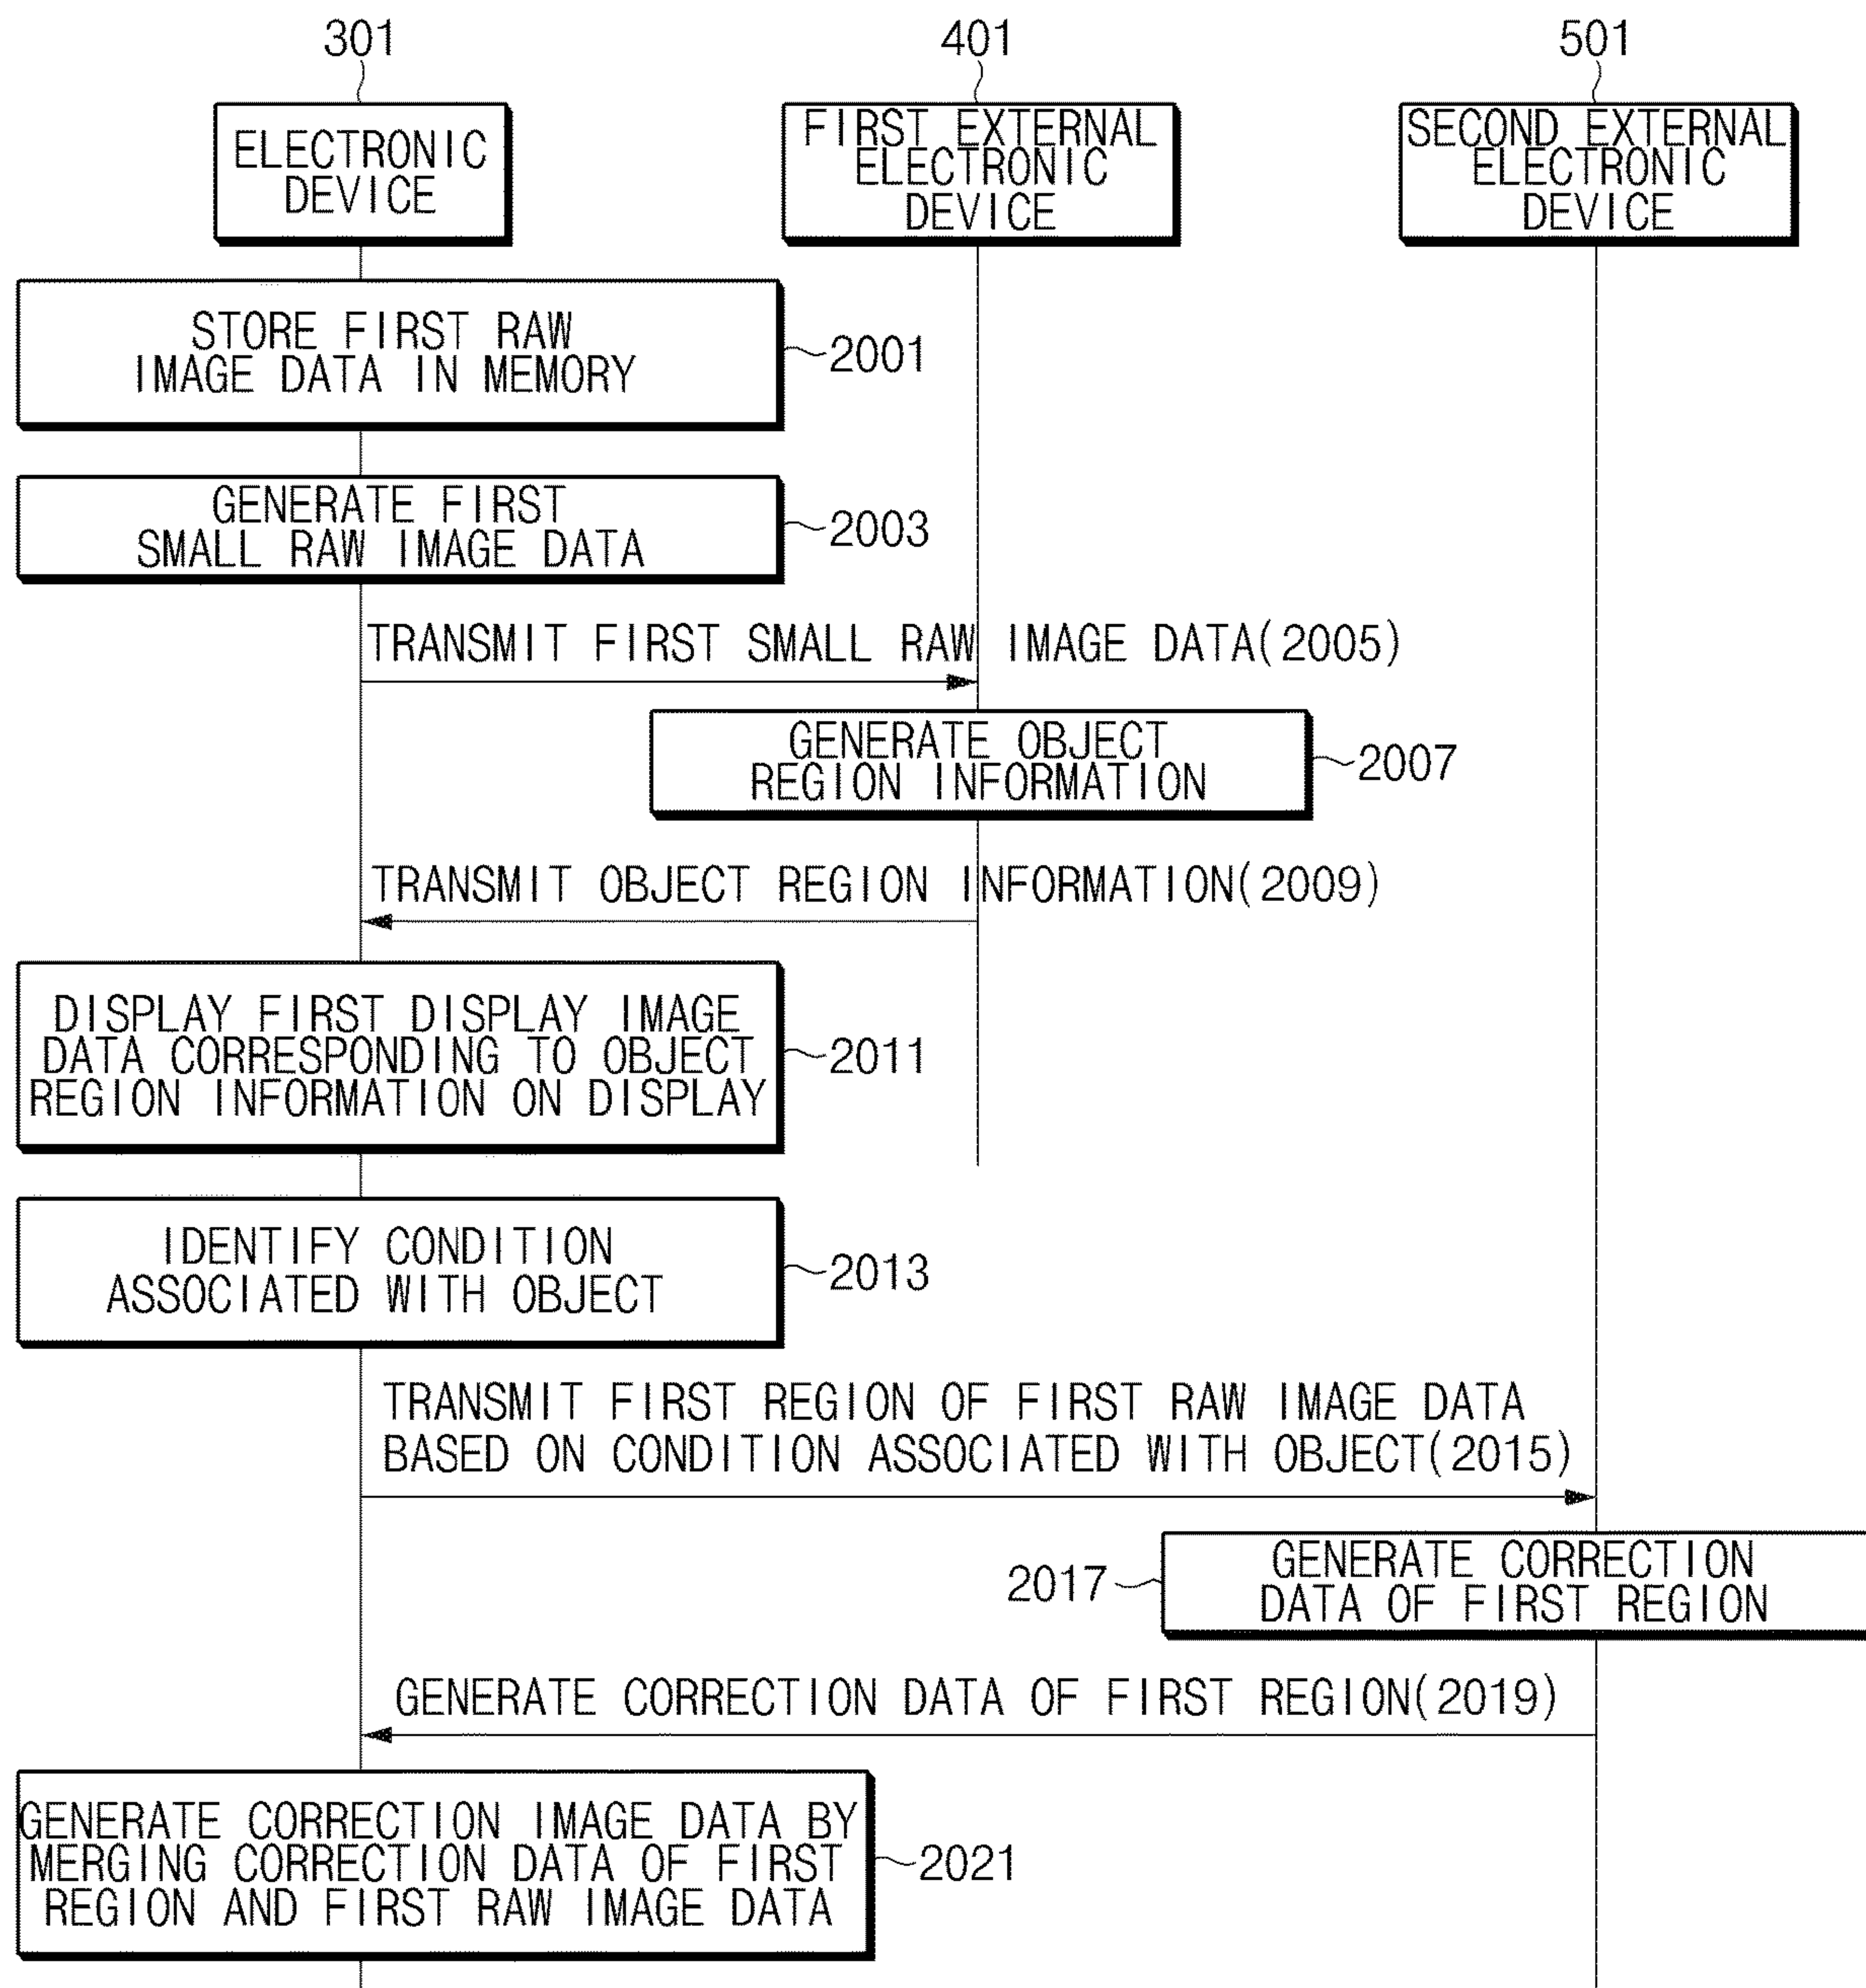 301
401
501
ELECTRONIC
DEVICE
FIRST EXTERNAL
ELECTRONIC
DEVICE
SECOND EXTERNAL
ELECTRONIC
DEVICE
STORE FIRST RAW
IMAGE DATA IN MEMORY
2001
GENERATE FIRST
SMALL RAW IMAGE DATA
2003
TRANSMIT FIRST SMALL RAW IMAGE DATA(2005)
GENERATE OBJECT
REGION INFORMATION
2007
TRANSMIT OBJECT REGION INFORMATION(2009)
DISPLAY FIRST DISPLAY IMAGE
DATA CORRESPONDING TO OBJECT
REGION INFORMATION ON DISPLAY
2011
IDENTIFY CONDITION
ASSOCIATED WITH OBJECT
2013
TRANSMIT FIRST REGION OF FIRST RAW IMAGE DATA
BASED ON CONDITION ASSOCIATED WITH OBJECT(2015)
2017
GENERATE CORRECTION
DATA OF FIRST REGION
GENERATE CORRECTION DATA OF FIRST REGION(2019)
GENERATE CORRECTION IMAGE DATA BY
MERGING CORRECTION DATA OF FIRST
REGION AND FIRST RAW IMAGE DATA
2021